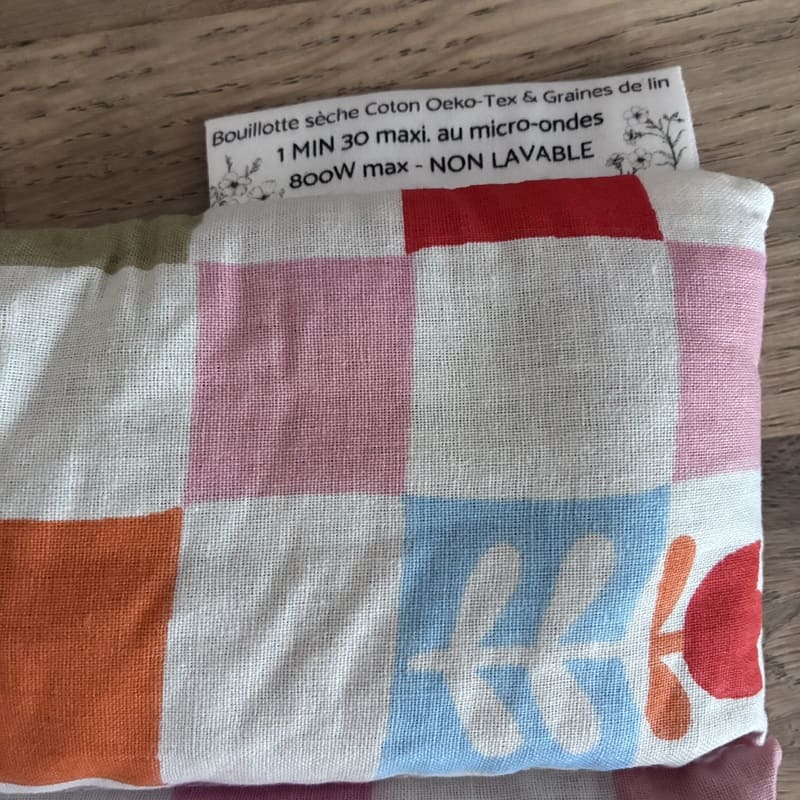 Bouillotte sèche Coton Oeko-Tex & Graines de lin
1 MIN 30 maxi. au micro-ondes
800W max - NON LAVABLE